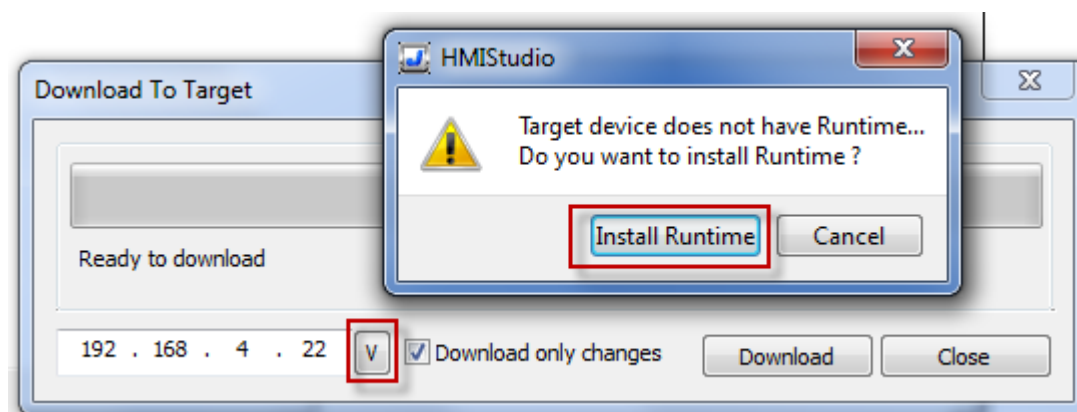 HMIStudio
Download To Target
Target device does not have Runtime...
Do you want to install Runtime ?
Install Runtime
Cancel
Ready to download
192 . 168 . 4 . 22
V
Download only changes
Download
Close